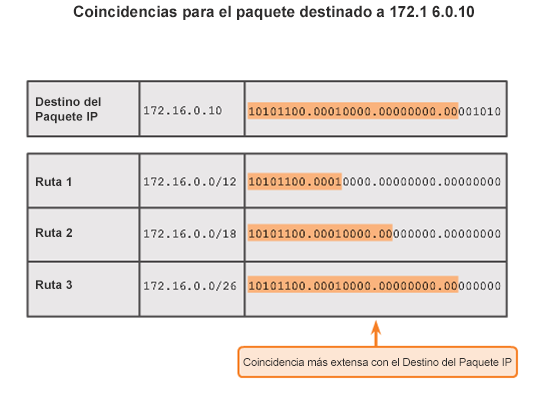 Coincidencias para el paquete destinado a 172.1 6.0.10
Destino del
Paquete IP
172.16.0.10
10101100.00010000.00000000.00001010
Ruta 1
172.16.0.0/12
10101100.00010000.00000000.00000000
Ruta 2
172.16.0.0/18
10101100.00010000.00000000.00000000
Ruta 3
172.16.0.0/26
10101100.00010000.00000000.00000000
Coincidencia más extensa con el Destino del Paquete IP